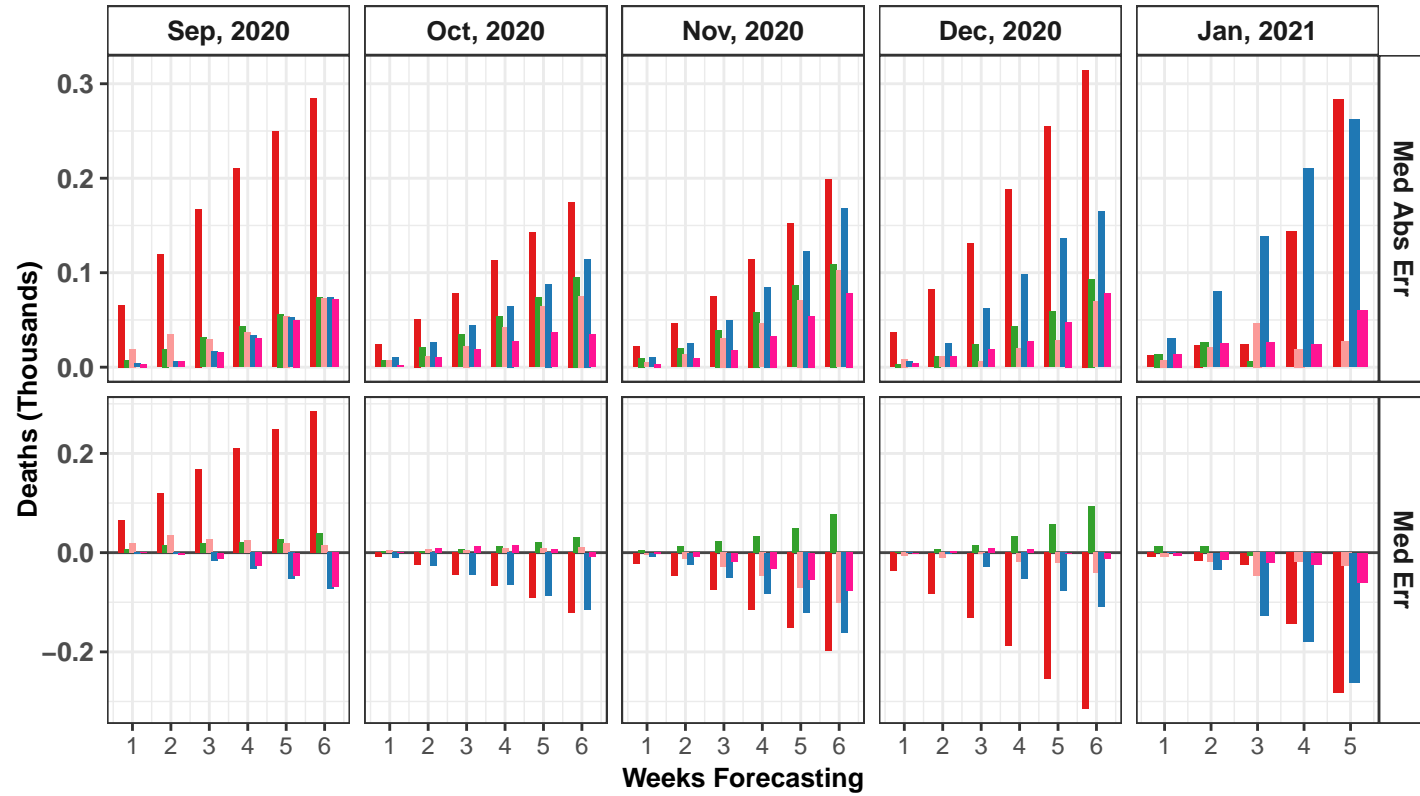 Sep, 2020
Oct, 2020
Nov, 2020
Dec, 2020
Jan, 2021
Deaths (Thousands)
0.3
0.2
0.1
0.0
Med Abs Err
0.2
0.0
−0.2
Med Err
1 2 3 4 5 6
1 2 3 4 5 6
1 2 3 4 5 6
1 2 3 4 5 6
1 2 3 4 5
Weeks Forecasting